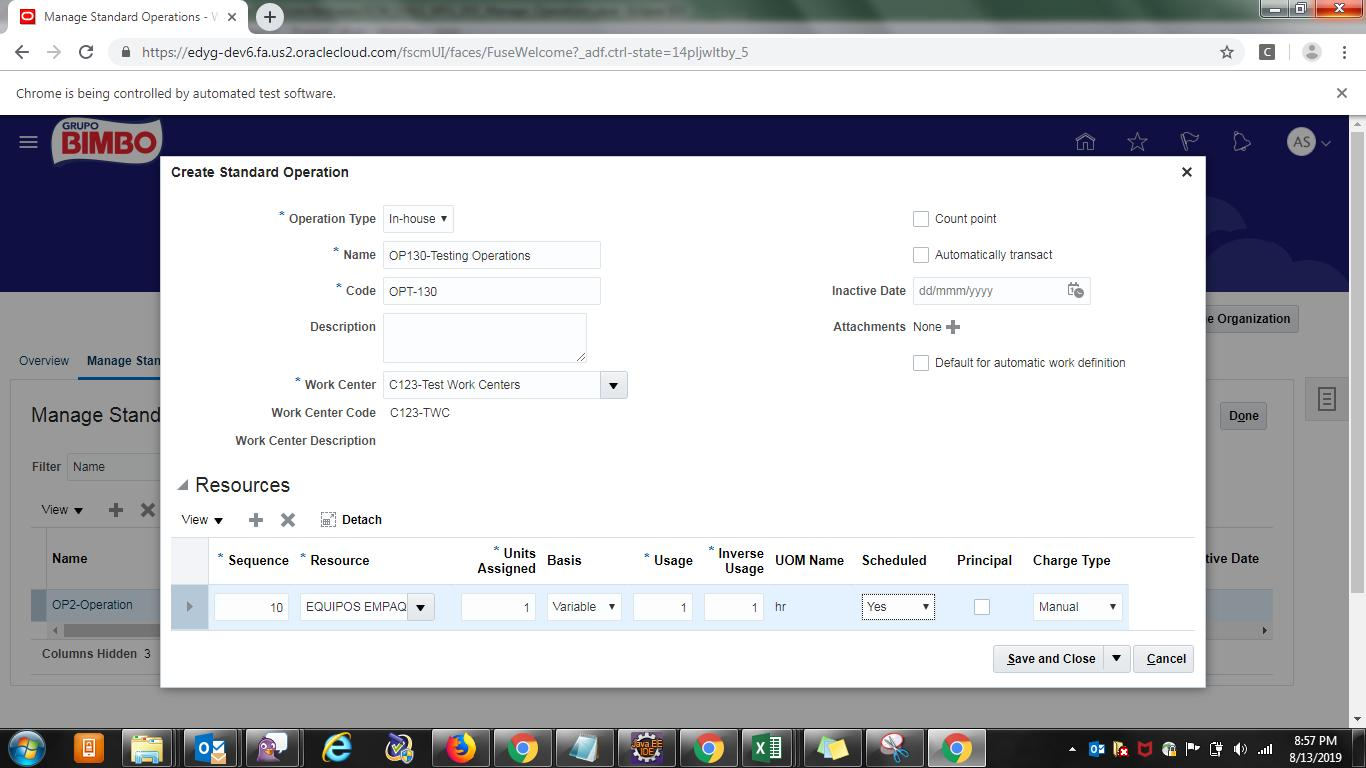 Manage Standard Operations - W
https://edyg-dev6.fa.us2.oraclecloud.com/fscmUI/faces/FuseWelcome?_adf.ctrl-state=14pljwltby_5
C
Chrome is being controlled by automated test software.
GRUPO
BIMBO
AS
Create Standard Operation
* Operation Type In-house
Count point
* Name OP130-Testing Operations
Automatically transact
* Code OPT-130
Inactive Date dd/mmm/yyyy
Description
Attachments None
e Organization
Default for automatic work definition
Overview Manage Stan
* Work Center C123-Test Work Centers
Work Center Code C123-TWC
Manage Stand
Done
Work Center Description
Filter Name
Resources
View
View Detach
Name
* Sequence * Resource * Units Assigned Basis * Usage * Inverse Usage UOM Name Scheduled Principal Charge Type
tive Date
OP2-Operation
10 EQUIPOS EMPAQ 1 Variable 1 1 hr Yes Manual
Columns Hidden 3
Save and Close Cancel
Java EE
IDE
8:57 PM
8/13/2019